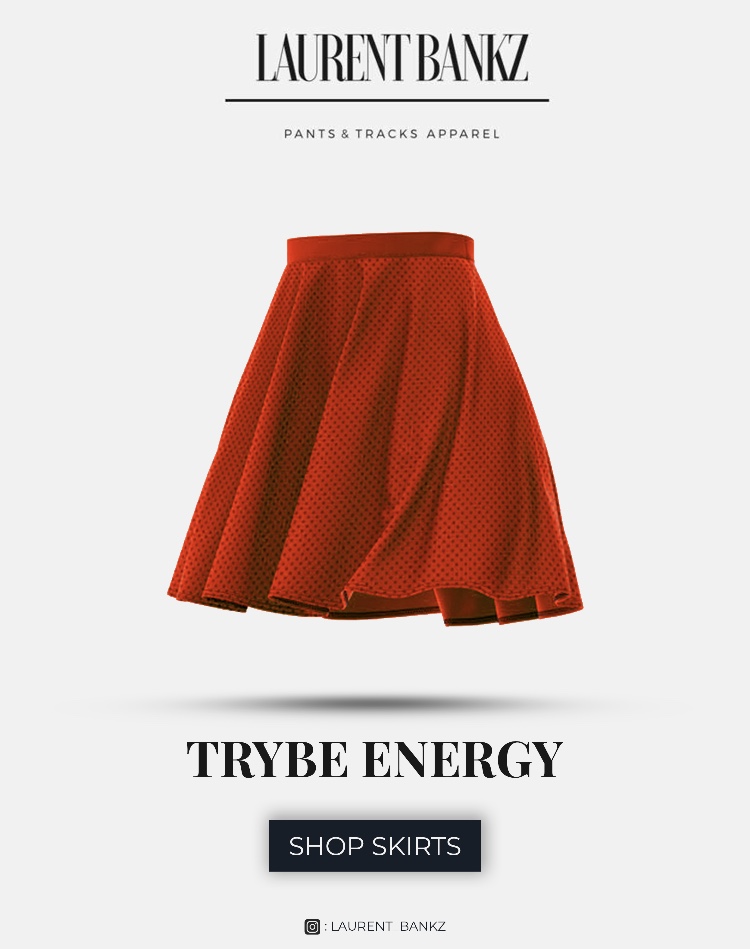 LAURENT BANKZ
PANTS & TRACKS APPAREL
TRYBE ENERGY
SHOP SKIRTS
: LAURENT BANKZ